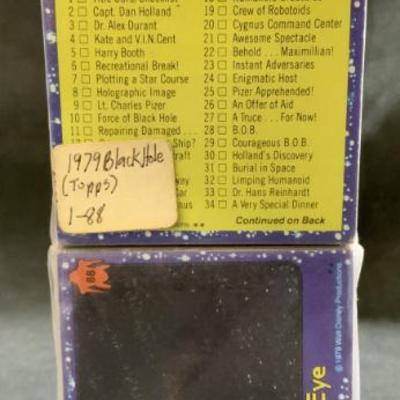 2 Capt. Dan Holland
3 Dr. Alex Durant
4 Kate and V.I.N.Cent
5 Harry Booth
6 Recreational Break!
7 Plotting a Star Course
8 Holographic Image
9 Lt. Charles Pizer
10 Force of Black Hole
11 Repairing Damaged...
Ship?
19 Crew of Robotoids
20 Cygnus Command Center
21 Awesome Spectacle
22 Behold . . . Maximillian!
23 Instant Adversaries
24 Enigmatic Host
25 Pizer Apprehended!
26 An Offer of Aid
27 A Truce . . . For Now!
28 B.O.B.
29 Courageous B.O.B.
30 Holland's Discovery
31 Burial in Space
32 Limping Humanoid
33 Dr. Hans Reinhardt
34 A Very Special Dinner
Continued on Back
1979 Black Hole
(Topps)
1-88
88
© 1979 Walt Disney Productions
Eye